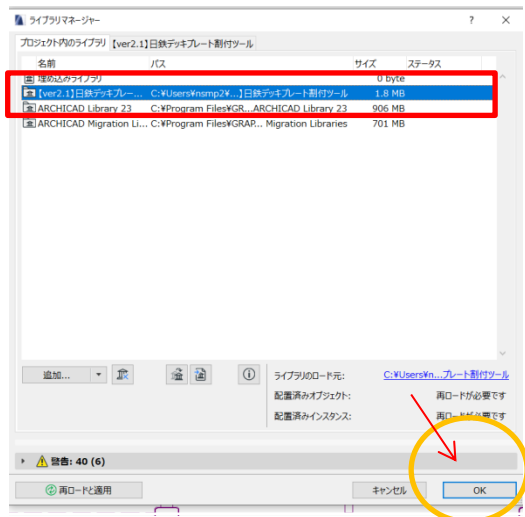 ライブラリマネージャー ? ×
プロジェクト内のライブラリ 【ver2.1】日鉄デッキプレート割付ツール
名前 パス サイズ ステータス
埋め込みライブラリ 0 byte
【ver2.1】日鉄デッキプレー... C:¥Users¥nsmp2¥...】日鉄デッキプレート割付ツール 1.8 MB
ARCHICAD Library 23 C:¥Program Files¥GR...ARCHICAD Library 23 906 MB
ARCHICAD Migration Li... C:¥Program Files¥GRAP... Migration Libraries 701 MB
追加... ライブラリのロード元: C:¥Users¥n...プレート割付ツール
配置済みオブジェクト: 再ロードが必要です
配置済みインスタンス: 再ロードが必要です
警告: 40 (6)
再ロードと適用 キャンセル OK